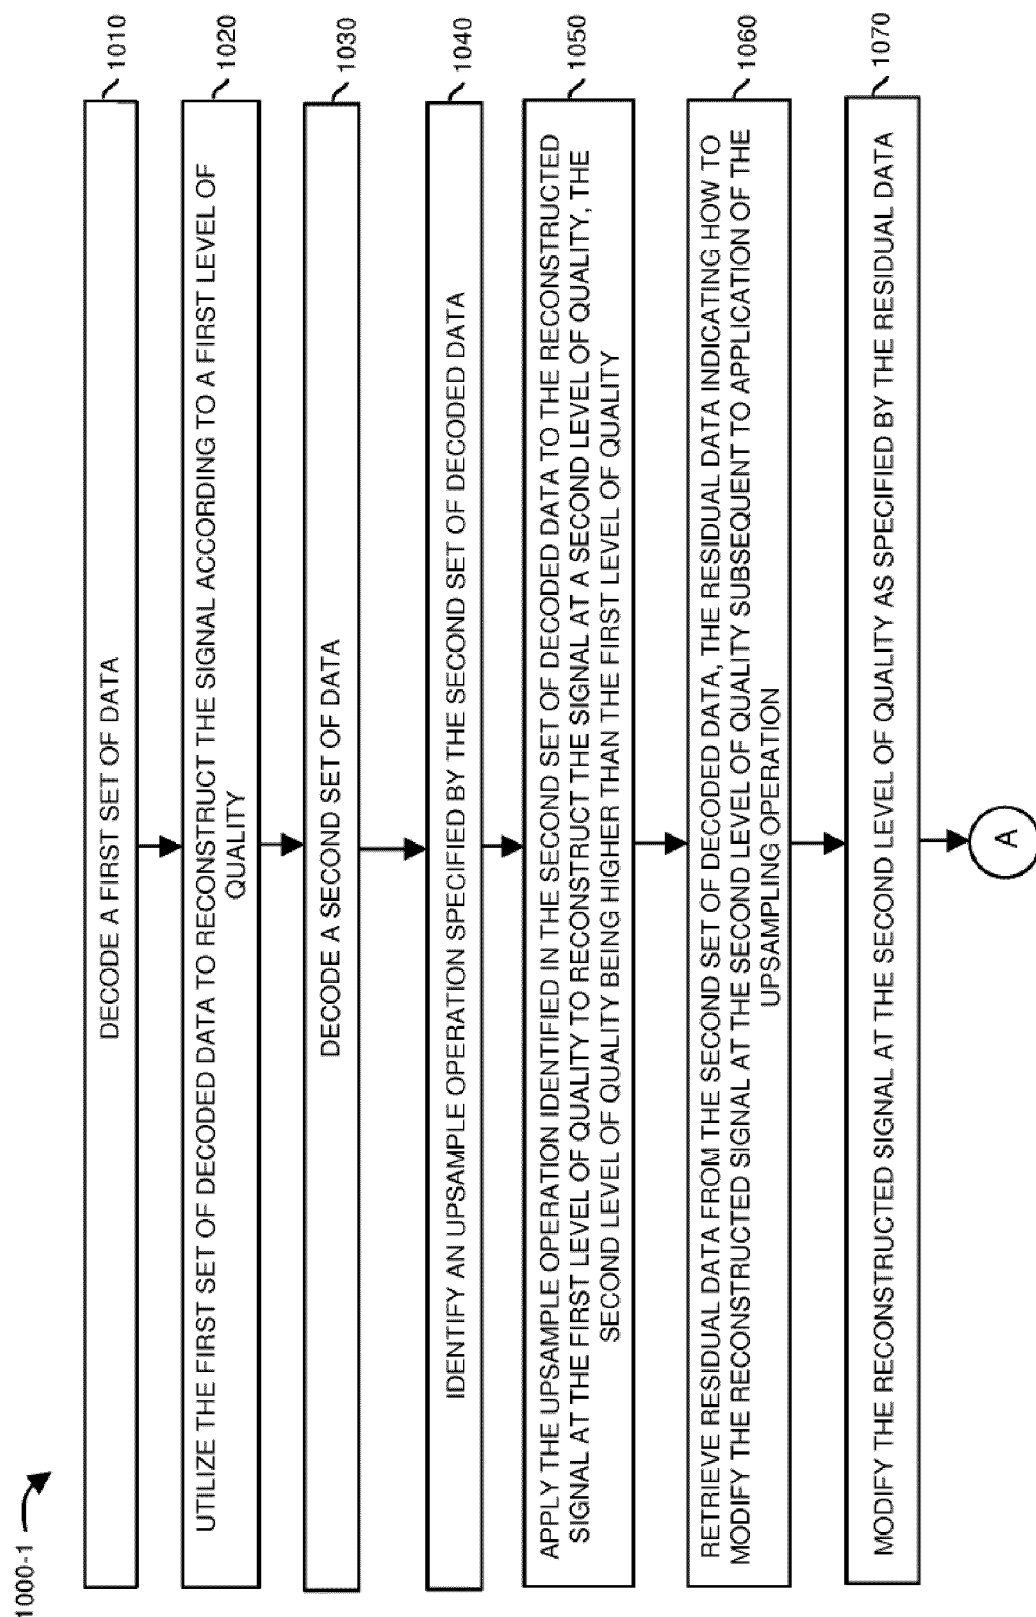 1000-1
DECODE A FIRST SET OF DATA
1010
UTILIZE THE FIRST SET OF DECODED DATA TO RECONSTRUCT THE SIGNAL ACCORDING TO A FIRST LEVEL OF
QUALITY
1020
DECODE A SECOND SET OF DATA
1030
IDENTIFY AN UPSAMPLE OPERATION SPECIFIED BY THE SECOND SET OF DECODED DATA
1040
APPLY THE UPSAMPLE OPERATION IDENTIFIED IN THE SECOND SET OF DECODED DATA TO THE RECONSTRUCTED
SIGNAL AT THE FIRST LEVEL OF QUALITY TO RECONSTRUCT THE SIGNAL AT A SECOND LEVEL OF QUALITY, THE
SECOND LEVEL OF QUALITY BEING HIGHER THAN THE FIRST LEVEL OF QUALITY
1050
RETRIEVE RESIDUAL DATA FROM THE SECOND SET OF DECODED DATA, THE RESIDUAL DATA INDICATING HOW TO
MODIFY THE RECONSTRUCTED SIGNAL AT THE SECOND LEVEL OF QUALITY SUBSEQUENT TO APPLICATION OF THE
UPSAMPLING OPERATION
1060
MODIFY THE RECONSTRUCTED SIGNAL AT THE SECOND LEVEL OF QUALITY AS SPECIFIED BY THE RESIDUAL DATA
1070
A